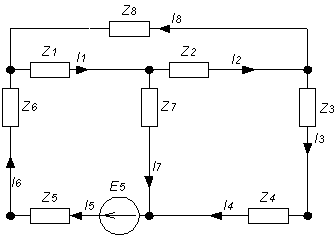 Z8 I8
Z1 I1 Z2 I2
Z6 Z7 Z3
I3
I6 I7
Z5 I5 E5 I4 Z4